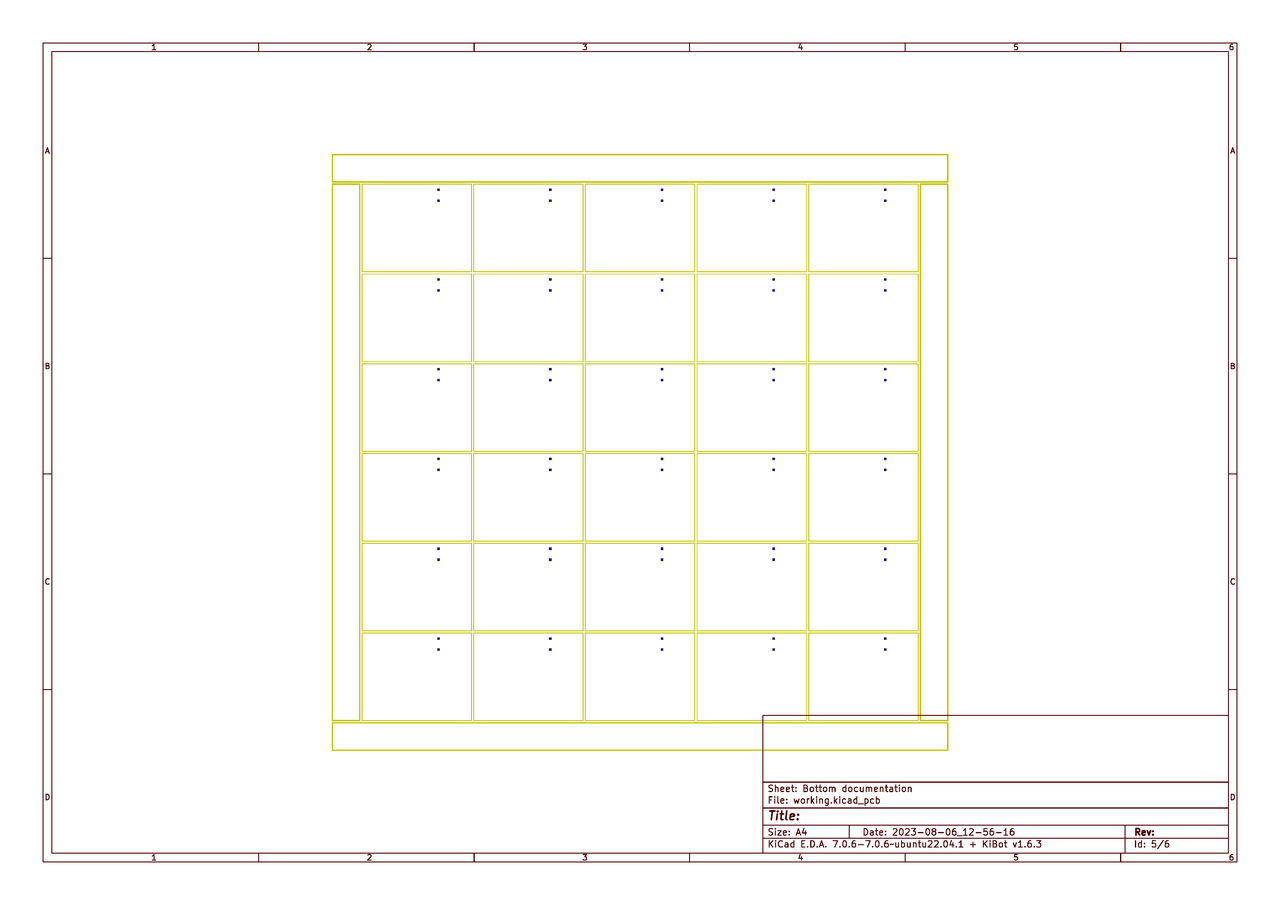 1 2 3 4 5 6
A A
B B
C C
D D
Sheet: Bottom documentation
File: working.kicad_pcb
Title:
Size: A4 Date: 2023-08-06_12-56-16 Rev:
KiCad E.D.A. 7.0.6-7.0.6~ubuntu22.04.1 + KiBot v1.6.3 Id: 5/6
1 2 3 4 5 6